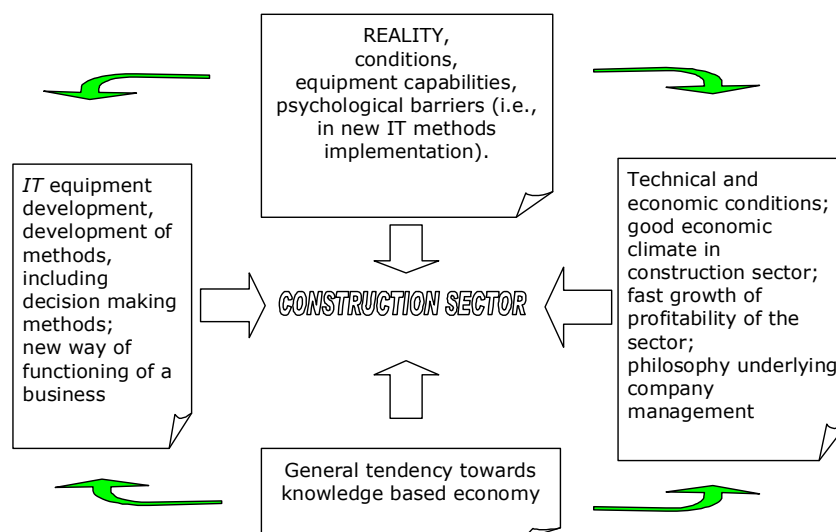 REALITY,
conditions,
equipment capabilities,
psychological barriers (i.e.,
in new IT methods
implementation).
IT equipment
development,
development of
methods,
including
decision making
methods;
new way of
functioning of a
business
CONSTRUCTION SECTOR
Technical and
economic conditions;
good economic
climate in
construction sector;
fast growth of
profitability of the
sector;
philosophy underlying
company
management
General tendency towards
knowledge based economy